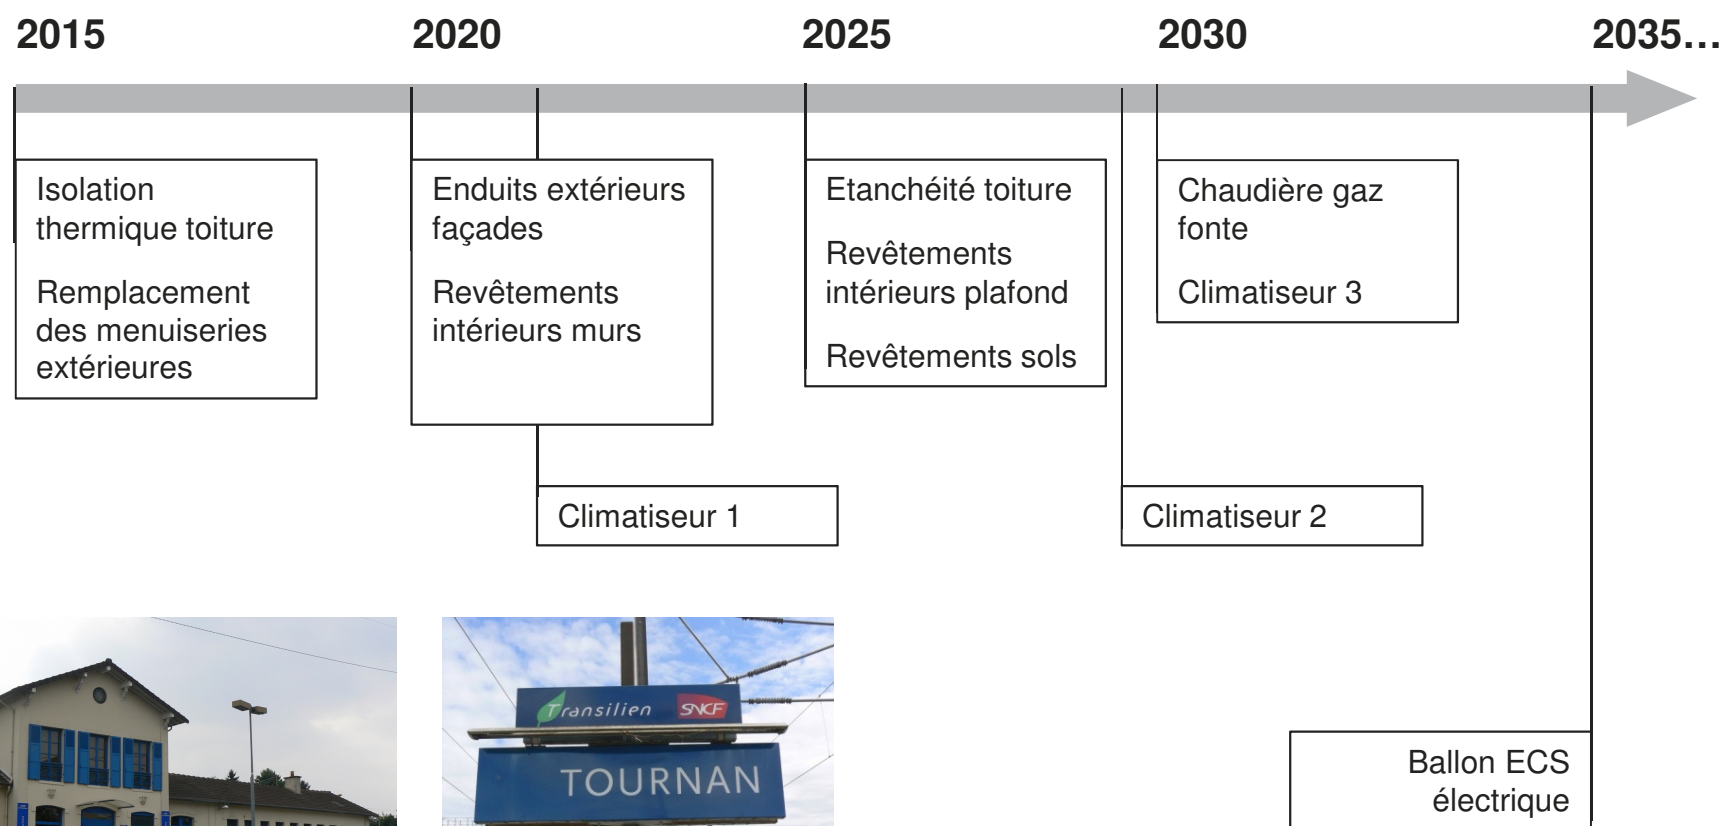 2015
2020
2025
2030
2035…
Isolation
thermique toiture
Remplacement
des menuiseries
extérieures
Enduits extérieurs
façades
Revêtements
intérieurs murs
Etanchéité toiture
Revêtements
intérieurs plafond
Revêtements sols
Chaudière gaz
fonte
Climatiseur 3
Climatiseur 1
Climatiseur 2
Transilien SNCF
TOURNAN
Ballon ECS
électrique